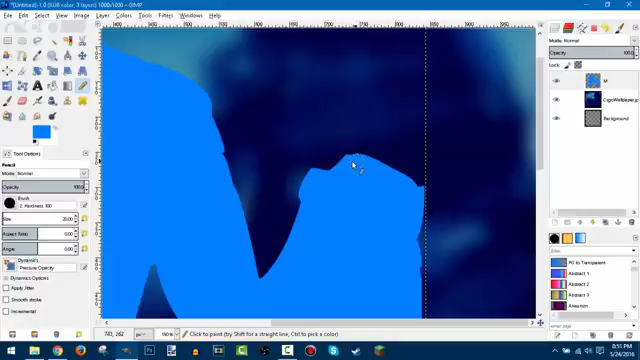 *[Untitled]-1.0 (RGB color, 3 layers) 1000x1000 – GIMP
File Edit Select View Image Layer Colors Tools Filters Windows Help
Tool Options
Pencil
Mode: Normal
Opacity 100.0
Brush
2. Hardness 100
Size 20.00
Aspect Ratio 0.00
Angle 0.00
Dynamics
Pressure Opacity
Dynamics Options
Apply Jitter
Smooth stroke
Incremental
Mode: Normal
Opacity 100.0
Lock:
M
Background
FG to Transparent
Abstract 1
Abstract 2
Abstract 3
Aneurism
743, 262 px 150% Click to paint (try Shift for a straight line, Ctrl to pick a color)
8:51 PM
5/24/2016